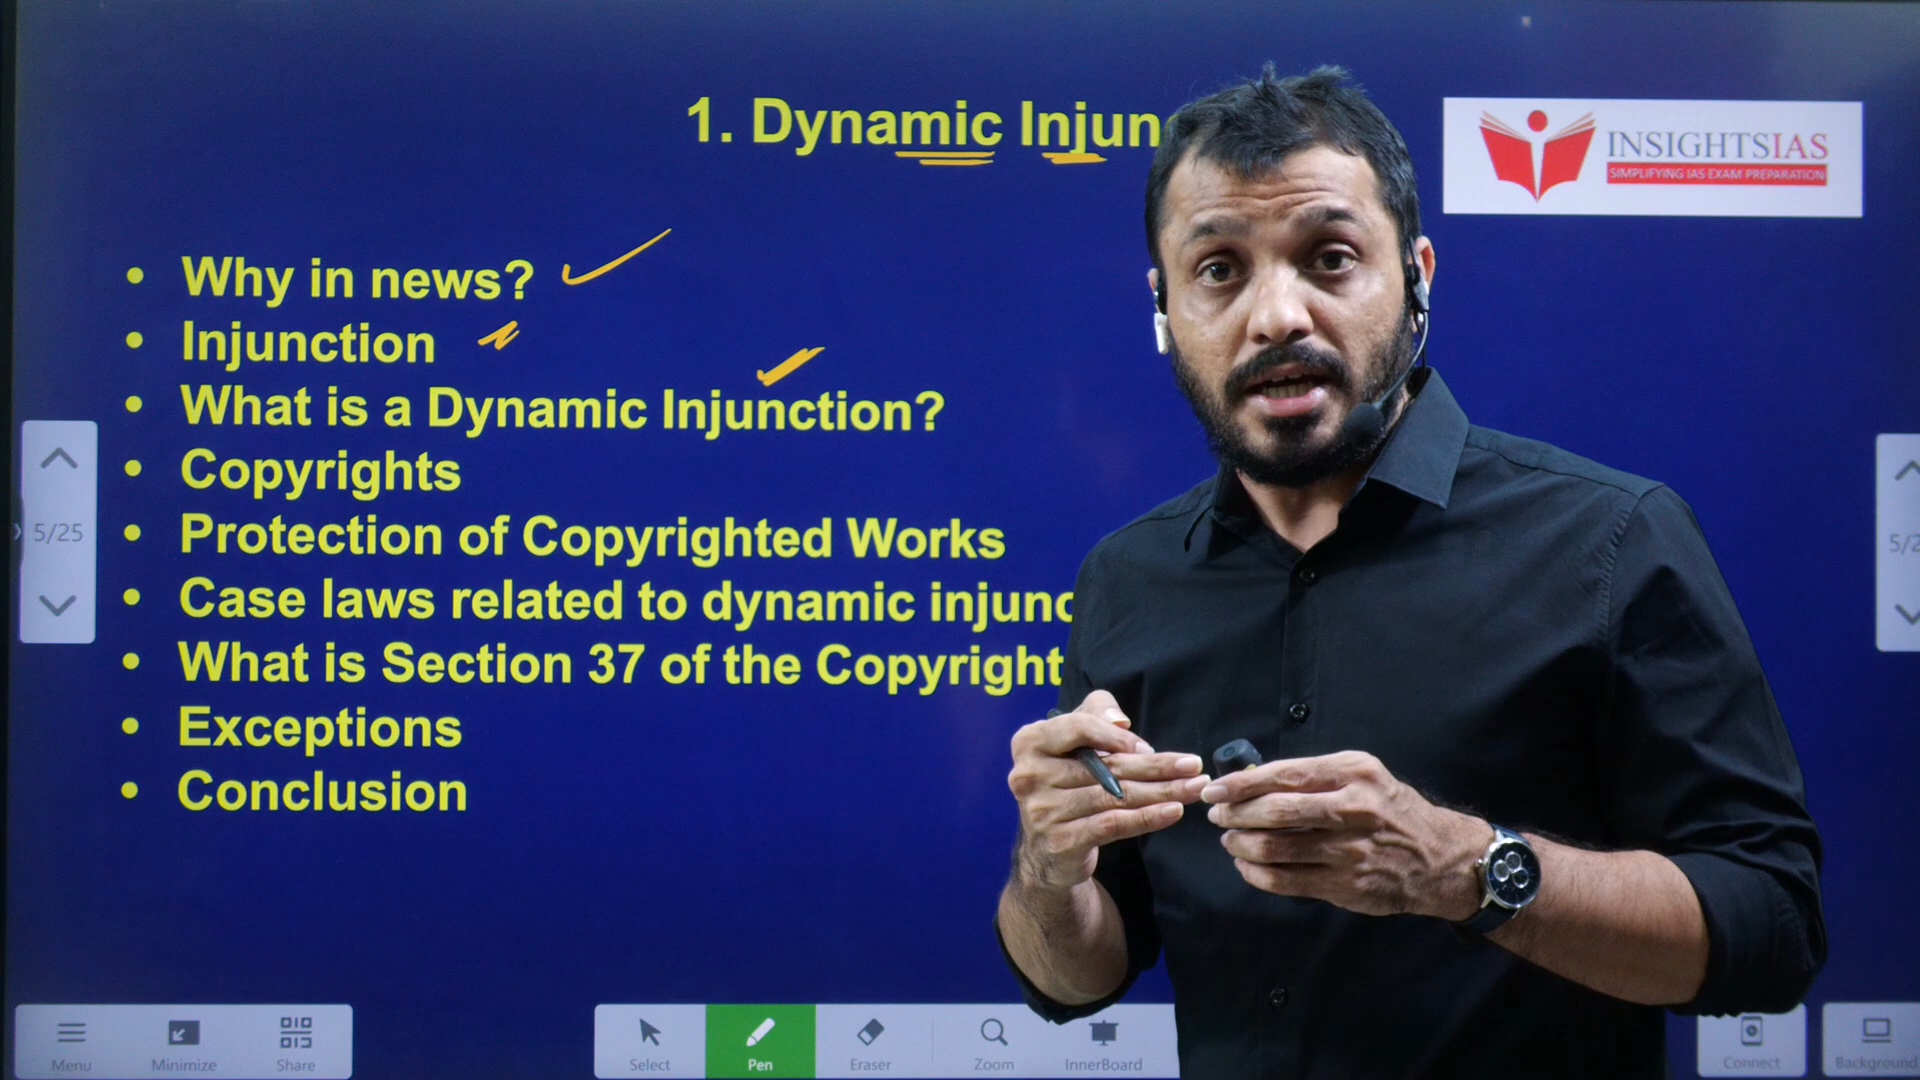 1. Dynamic Injun
INSIGHTSIAS
SIMPLIFYING IAS EXAM PREPARATION
• Why in news?
• Injunction
• What is a Dynamic Injunction?
• Copyrights
• Protection of Copyrighted Works
• Case laws related to dynamic injunc
• What is Section 37 of the Copyright
• Exceptions
• Conclusion
5/25
5/2
Menu Minimize Share Select Pen Eraser Zoom InnerBoard Connect Background